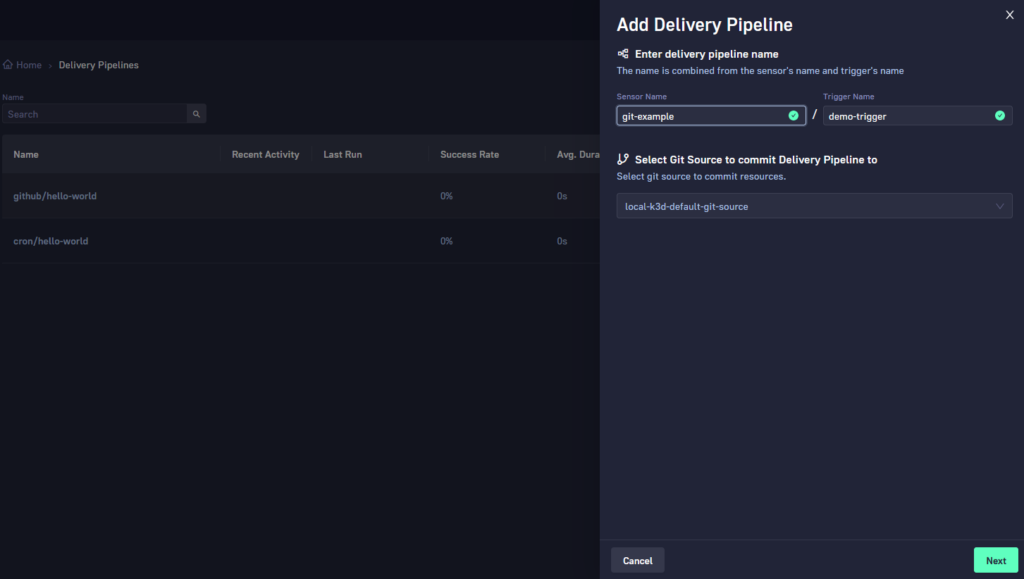 Home › Delivery Pipelines
Name
Search
Name Recent Activity Last Run Success Rate Avg. Dura
github/hello-world 0% 0s
cron/hello-world 0% 0s
Add Delivery Pipeline
Enter delivery pipeline name
The name is combined from the sensor's name and trigger's name
Sensor Name Trigger Name
git-example / demo-trigger
Select Git Source to commit Delivery Pipeline to
Select git source to commit resources.
local-k3d-default-git-source
Cancel Next